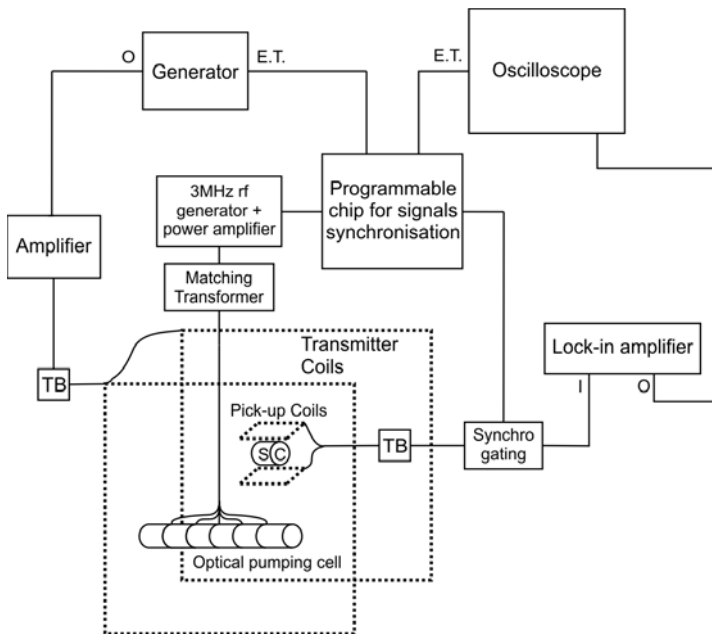 O
Generator
E.T.
E.T.
Oscilloscope
3MHz rf
generator +
power amplifier
Programmable
chip for signals
synchronisation
Amplifier
Matching
Transformer
Transmitter
Coils
Lock-in amplifier
TB
I
O
Pick-up Coils
S C
TB
Synchro
gating
Optical pumping cell